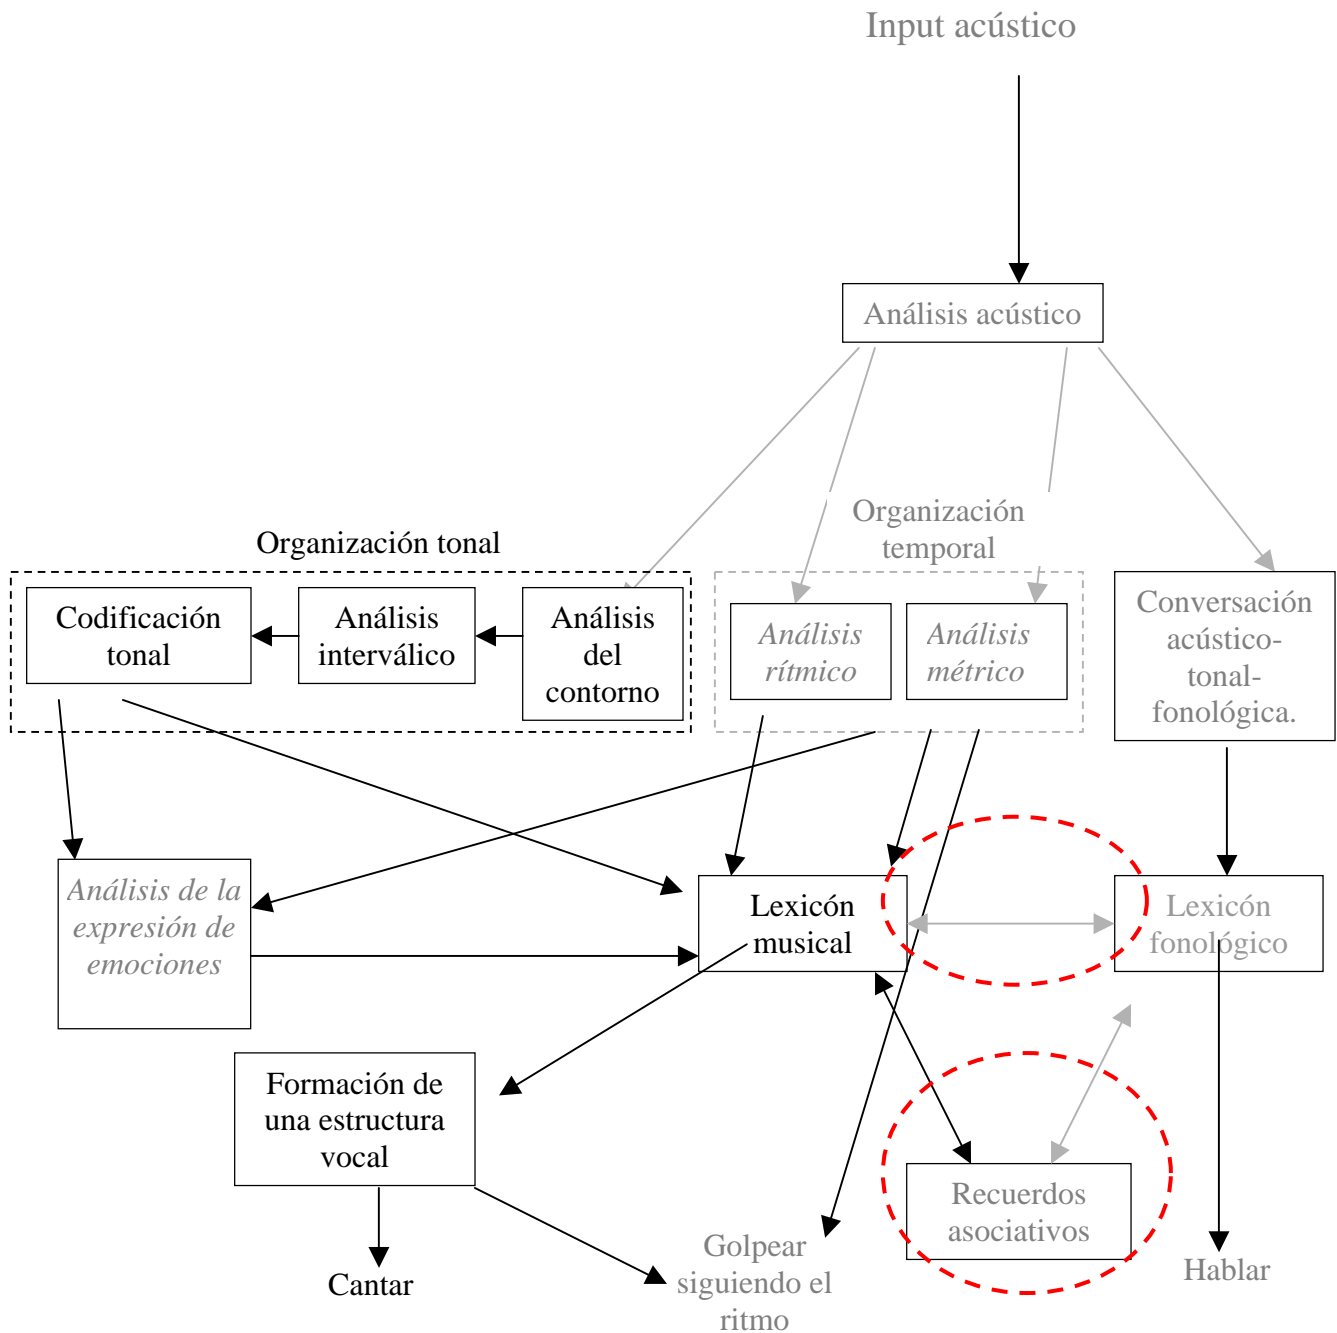 Input acústico
Análisis acústico
Organización
temporal
Organización tonal
Codificación
tonal
Análisis
interválico
Análisis
del
contorno
Análisis
rítmico
Análisis
métrico
Conversación
acústico-
tonal-
fonológica.
Análisis de la
expresión de
emociones
Lexicón
musical
Lexicón
fonológico
Formación de
una estructura
vocal
Recuerdos
asociativos
Cantar
Golpear
siguiendo el
ritmo
Hablar